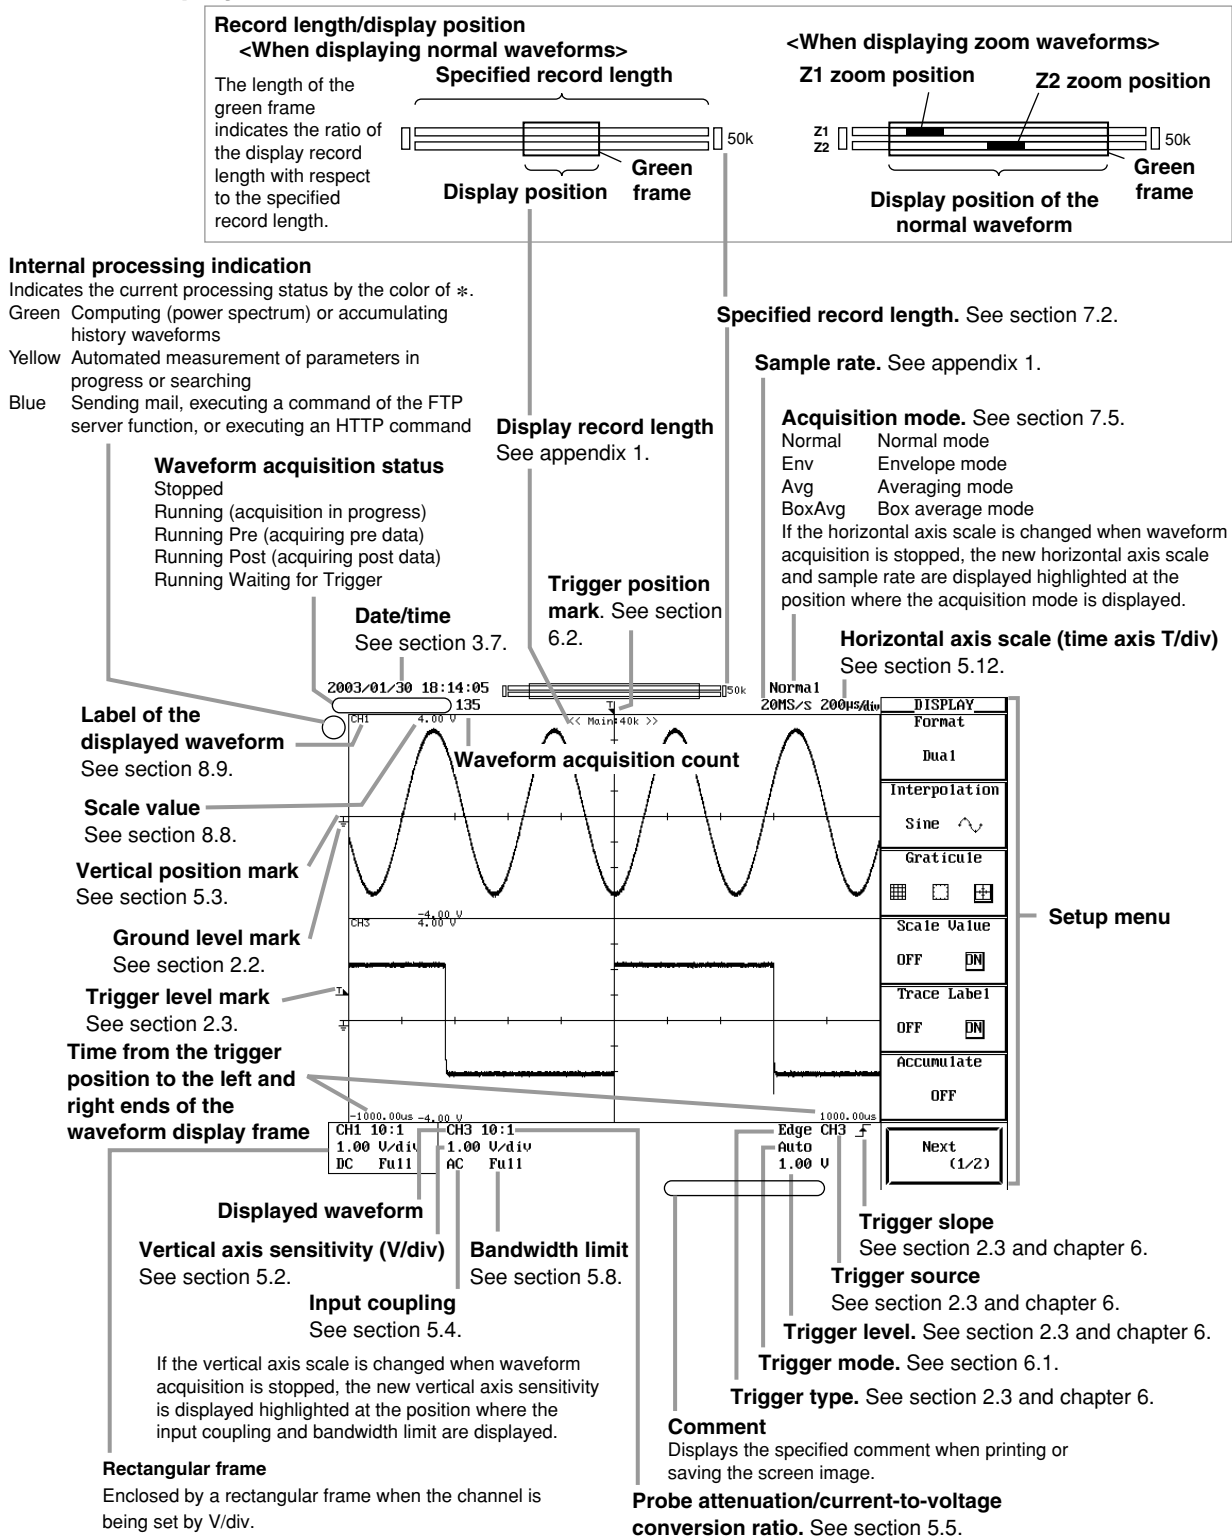 Record length/display position
<When displaying normal waveforms>
The length of the
green frame
indicates the ratio of
the display record
length with respect
to the specified
record length.
Specified record length
50k
Display position
Green
frame
<When displaying zoom waveforms>
Z1 zoom position
Z2 zoom position
Z1
Z2
50k
Green
frame
Display position of the
normal waveform
Internal processing indication
Indicates the current processing status by the color of *.
Green Computing (power spectrum) or accumulating
history waveforms
Yellow Automated measurement of parameters in
progress or searching
Blue Sending mail, executing a command of the FTP
server function, or executing an HTTP command
Waveform acquisition status
Stopped
Running (acquisition in progress)
Running Pre (acquiring pre data)
Running Post (acquiring post data)
Running Waiting for Trigger
Date/time
See section 3.7.
Display record length
See appendix 1.
Trigger position
mark. See section
6.2.
Specified record length. See section 7.2.
Sample rate. See appendix 1.
Acquisition mode. See section 7.5.
Normal Normal mode
Env Envelope mode
Avg Averaging mode
BoxAvg Box average mode
If the horizontal axis scale is changed when waveform
acquisition is stopped, the new horizontal axis scale
and sample rate are displayed highlighted at the
position where the acquisition mode is displayed.
Horizontal axis scale (time axis T/div)
See section 5.12.
2003/01/30 18:14:05
50k
Normal
135
T
20MS/s 200µs/div
CH1
4.00 V
<< Main:40k >>
Waveform acquisition count
-4.00 V
CH3
4.00 V
T
-1000.00us
-4.00 V
1000.00us
CH1 10:1
1.00 V/div
DC Full
CH3 10:1
1.00 V/div
AC Full
Edge CH3
Auto
1.00 V
DISPLAY
Format
Dual
Interpolation
Sine
Graticule
Scale Value
OFF ON
Trace Label
OFF ON
Accumulate
OFF
Next
(1/2)
Setup menu
Label of the
displayed waveform
See section 8.9.
Scale value
See section 8.8.
Vertical position mark
See section 5.3.
Ground level mark
See section 2.2.
Trigger level mark
See section 2.3.
Time from the trigger
position to the left and
right ends of the
waveform display frame
Displayed waveform
Vertical axis sensitivity (V/div)
See section 5.2.
Bandwidth limit
See section 5.8.
Input coupling
See section 5.4.
If the vertical axis scale is changed when waveform
acquisition is stopped, the new vertical axis sensitivity
is displayed highlighted at the position where the
input coupling and bandwidth limit are displayed.
Rectangular frame
Enclosed by a rectangular frame when the channel is
being set by V/div.
Trigger slope
See section 2.3 and chapter 6.
Trigger source
See section 2.3 and chapter 6.
Trigger level. See section 2.3 and chapter 6.
Trigger mode. See section 6.1.
Trigger type. See section 2.3 and chapter 6.
Comment
Displays the specified comment when printing or
saving the screen image.
Probe attenuation/current-to-voltage
conversion ratio. See section 5.5.